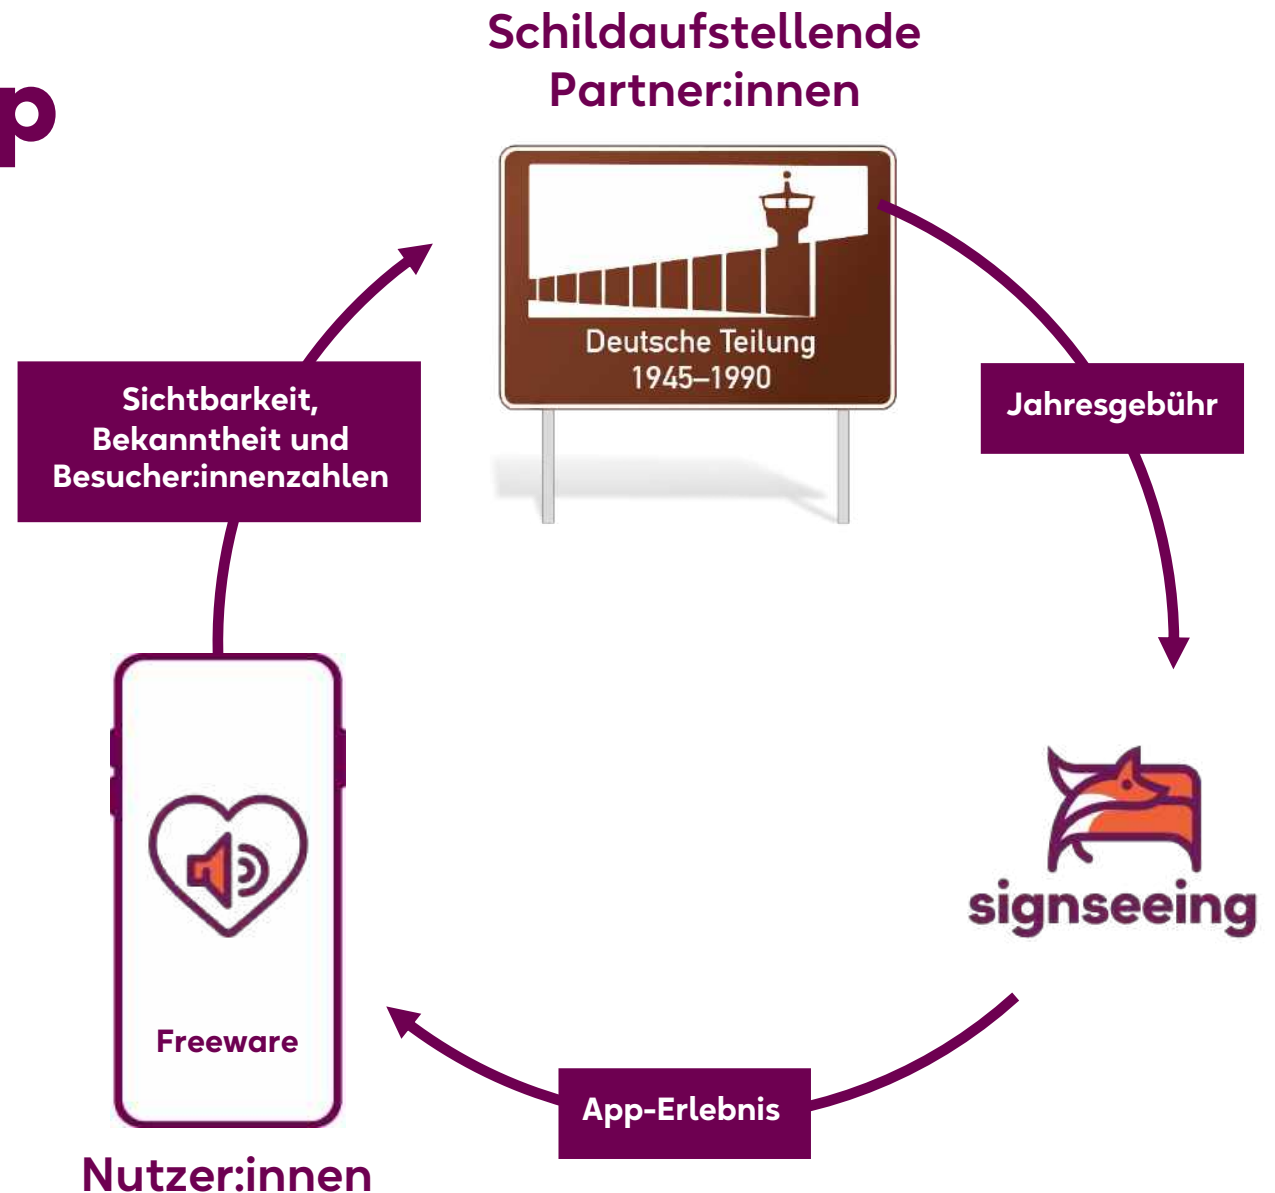 Schildaufstellende
Partner:innen
p
Deutsche Teilung
1945–1990
Sichtbarkeit,
Bekanntheit und
Besucher:innenzahlen
Jahresgebühr
signseeing
Freeware
App-Erlebnis
Nutzer:innen